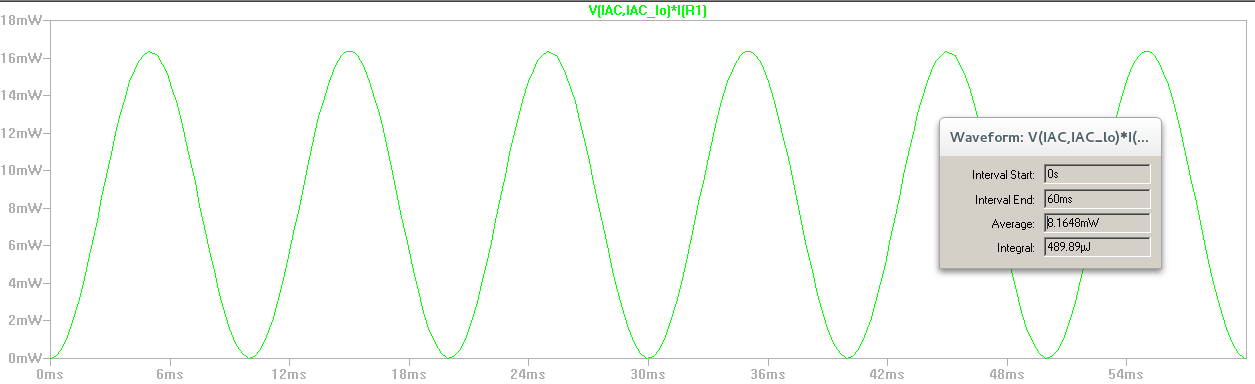 V(IAC,IAC_lo)*I(R1)
18mW
16mW
14mW
12mW
10mW
8mW
6mW
4mW
2mW
0mW
0ms 6ms 12ms 18ms 24ms 30ms 36ms 42ms 48ms 54ms
Waveform: V(IAC,IAC_lo)*I(...
Interval Start: 0s
Interval End: 60ms
Average: 8.1648mW
Integral: 489.89µJ